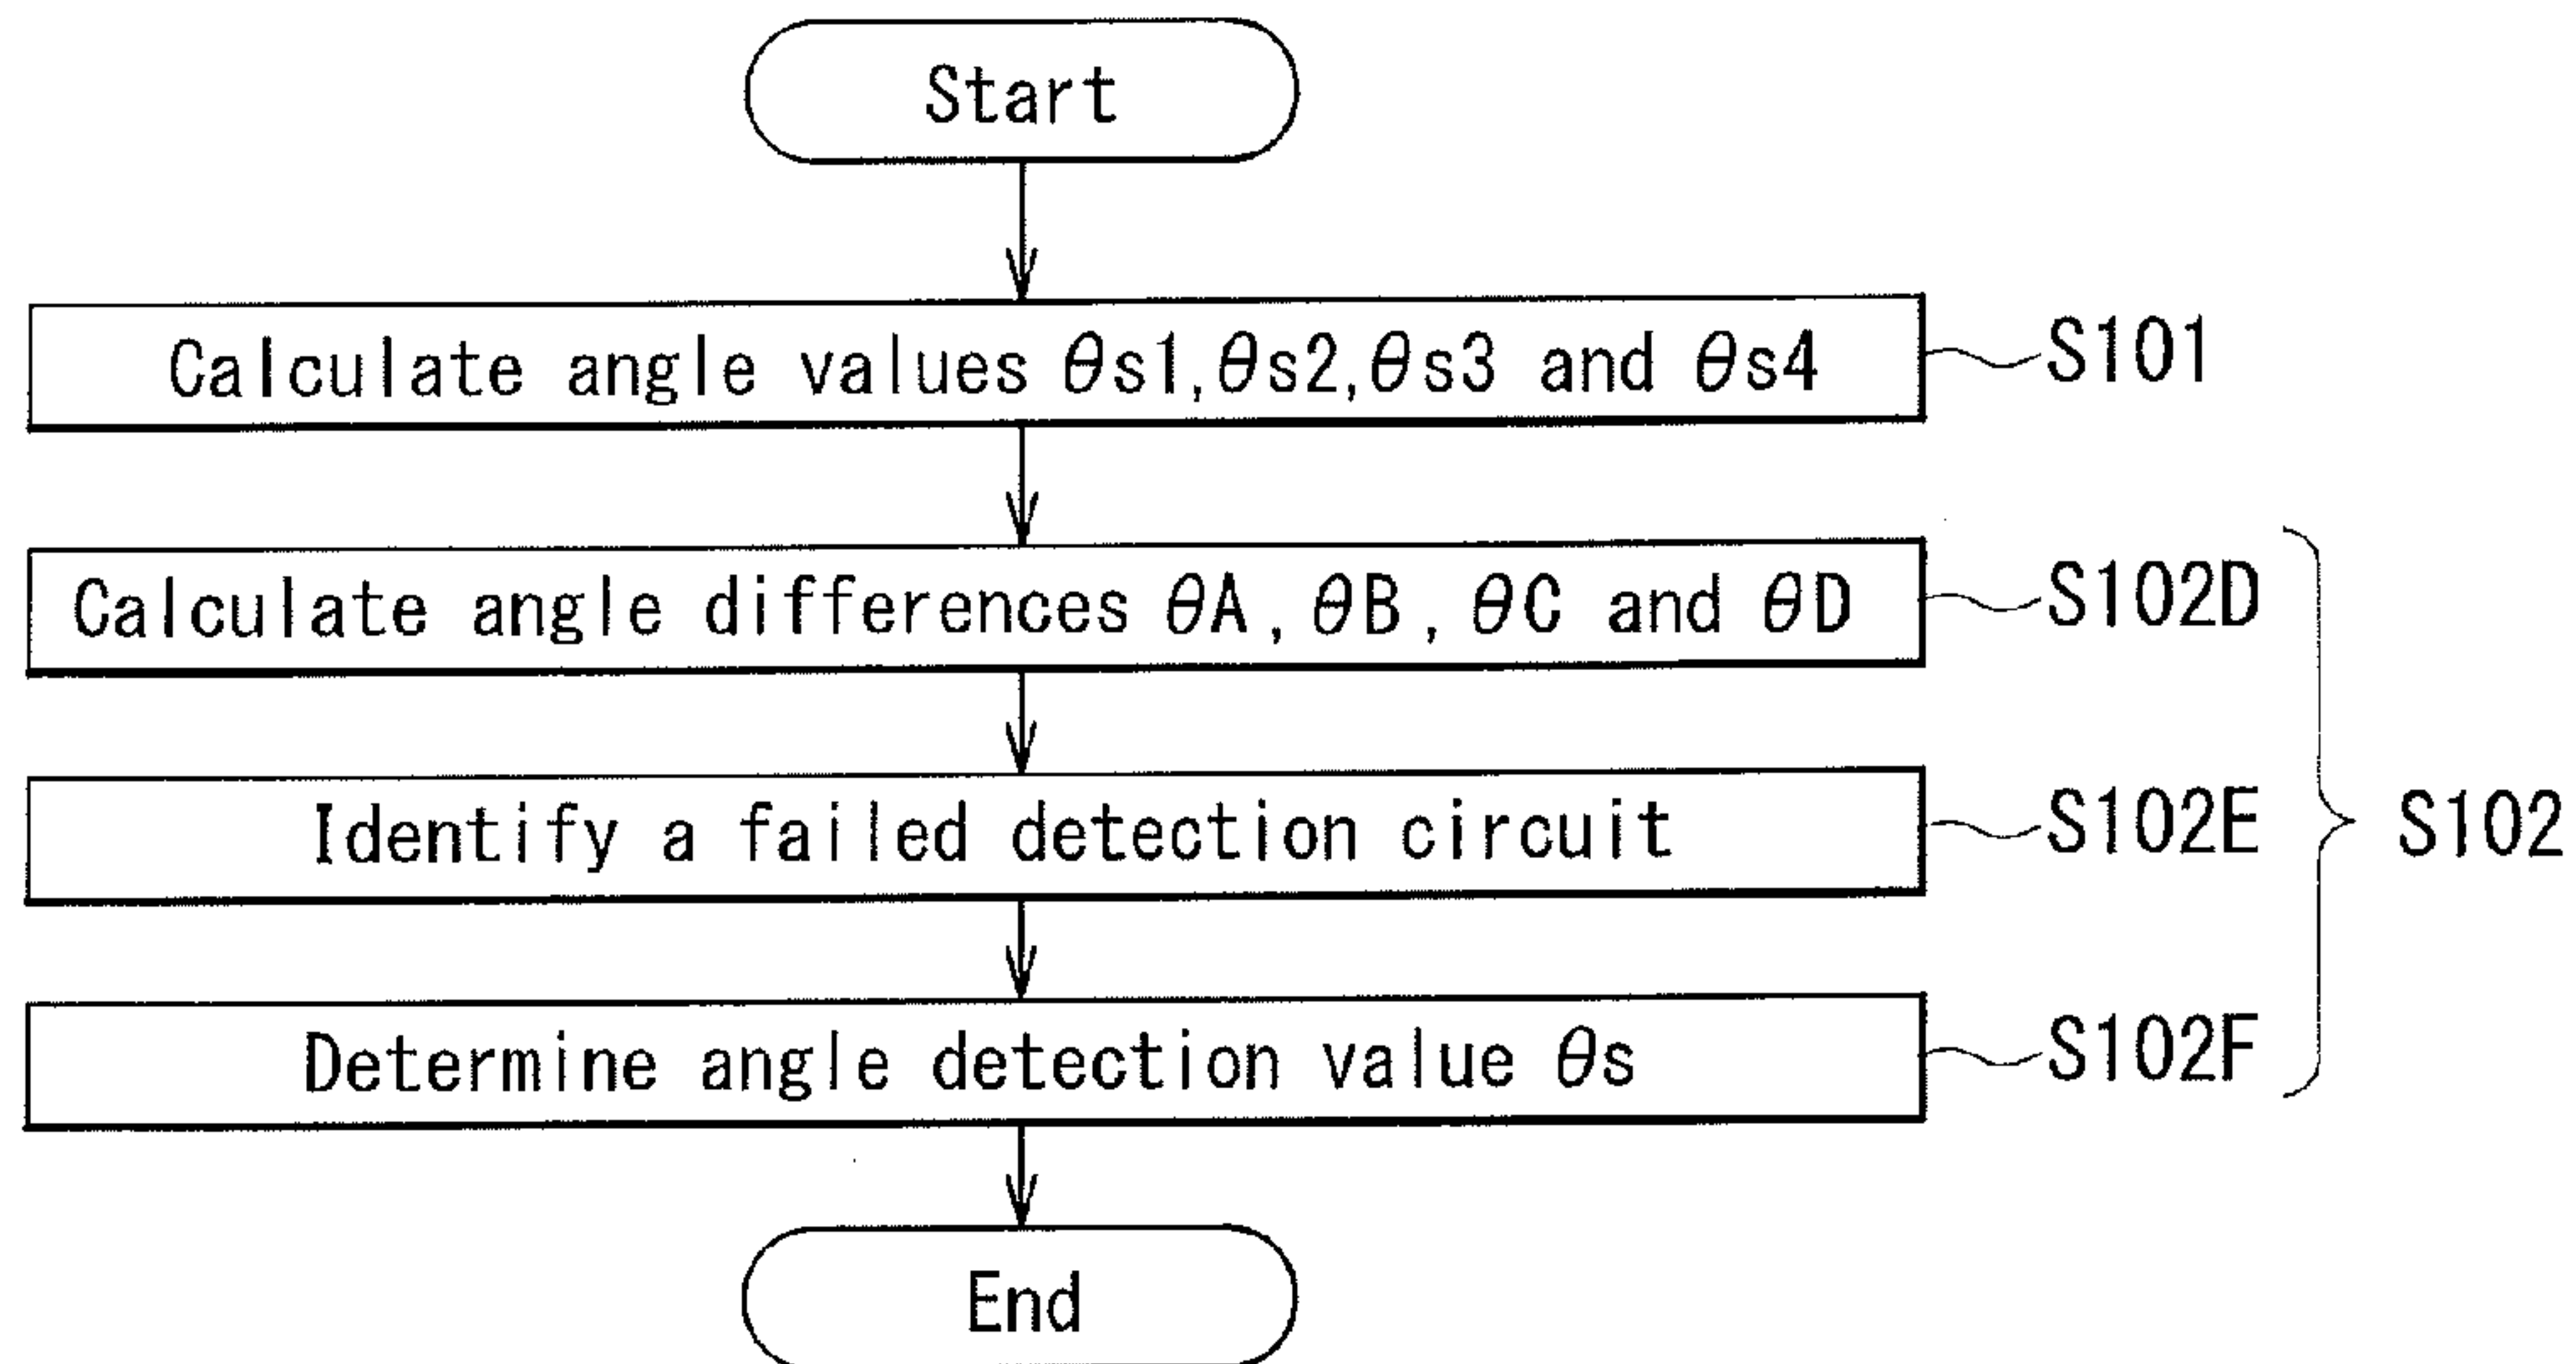 Start
Calculate angle values θs1,θs2,θs3 and θs4
S101
Calculate angle differences θA, θB, θC and θD
S102D
Identify a failed detection circuit
S102E
S102
Determine angle detection value θs
S102F
End